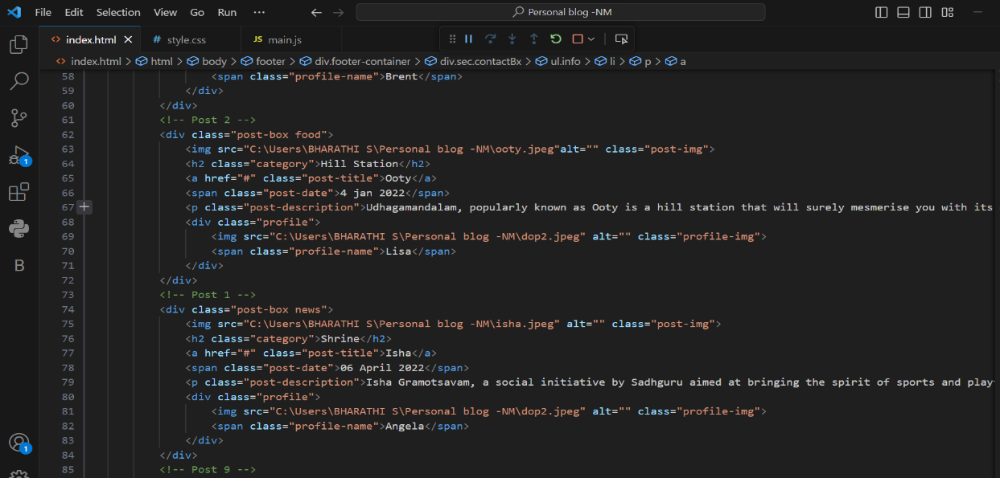 File Edit Selection View Go Run ··· Personal blog -NM
index.html style.css JS main.js
index.html > html > body > footer > div.footer-container > div.sec.contactBx > ul.info > li > p > a
58 <span class="profile-name">Brent</span>
59 </div>
60 </div>
61 <!-- Post 2 -->
62 <div class="post-box food">
63 <img src="C:\Users\BHARATHI S\Personal blog -NM\ooty.jpeg"alt="" class="post-img">
64 <h2 class="category">Hill Station</h2>
65 <a href="#" class="post-title">Ooty</a>
66 <span class="post-date">4 jan 2022</span>
67 <p class="post-description">Udhagamandalam, popularly known as Ooty is a hill station that will surely mesmerise you with its
68 <div class="profile">
69 <img src="C:\Users\BHARATHI S\Personal blog -NM\dop2.jpeg" alt="" class="profile-img">
70 <span class="profile-name">Lisa</span>
71 </div>
72 </div>
73 <!-- Post 1 -->
74 <div class="post-box news">
75 <img src="C:\Users\BHARATHI S\Personal blog -NM\isha.jpeg" alt="" class="post-img">
76 <h2 class="category">Shrine</h2>
77 <a href="#" class="post-title">Isha</a>
78 <span class="post-date">06 April 2022</span>
79 <p class="post-description">Isha Gramotsavam, a social initiative by Sadhguru aimed at bringing the spirit of sports and play
80 <div class="profile">
81 <img src="C:\Users\BHARATHI S\Personal blog -NM\dop2.jpeg" alt="" class="profile-img">
82 <span class="profile-name">Angela</span>
83 </div>
84 </div>
85 <!-- Post 9 -->
1
B
1